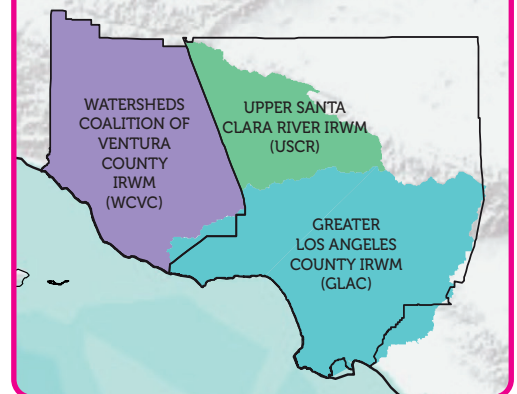 WATERSHEDS
COALITION OF
VENTURA
COUNTY
IRWM
(WCVC)
UPPER SANTA
CLARA RIVER IRWM
(USCR)
GREATER
LOS ANGELES
COUNTY IRWM
(GLAC)